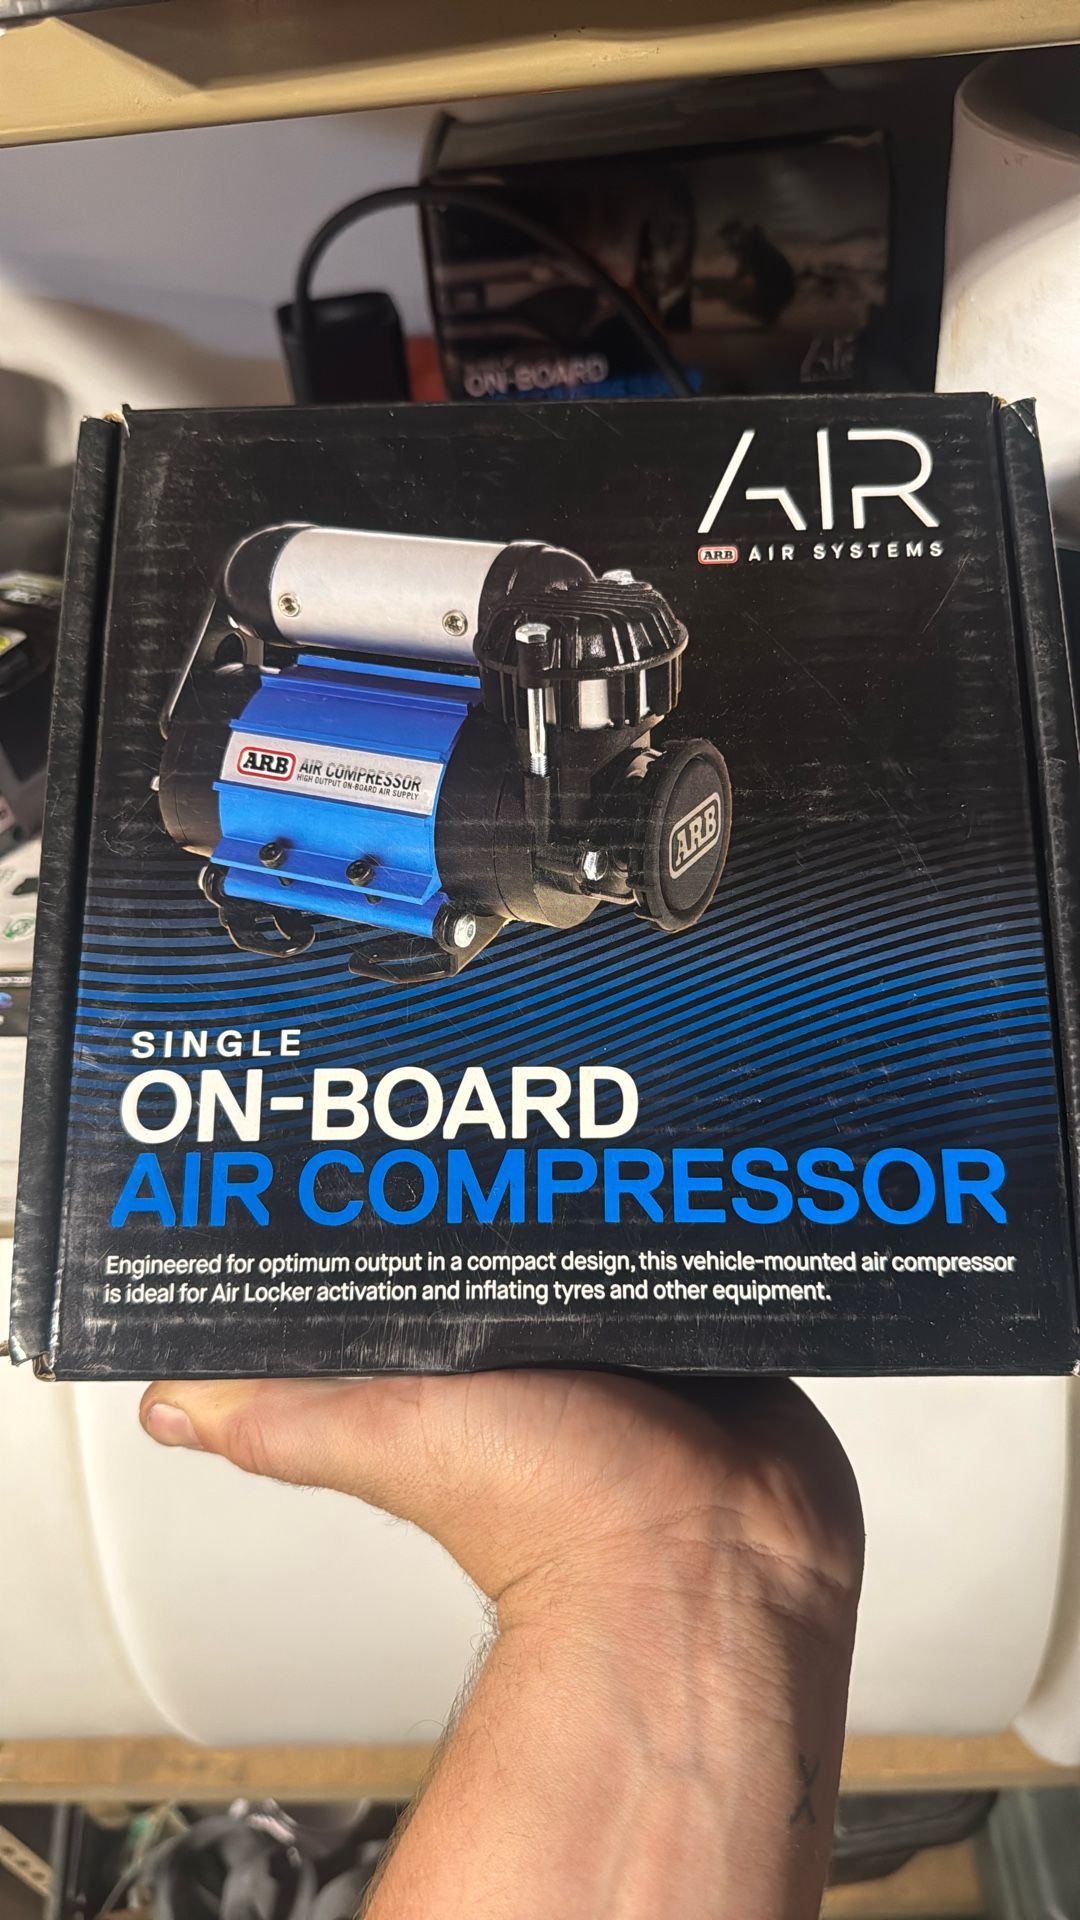 ON-BOARD
AIR
AIR
ARB AIR SYSTEMS
ARB AIR COMPRESSOR
HIGH OUTPUT ON-BOARD AIR SUPPLY
ARB
SINGLE
ON-BOARD
AIR COMPRESSOR
Engineered for optimum output in a compact design, this vehicle-mounted air compressor
is ideal for Air Locker activation and inflating tyres and other equipment.